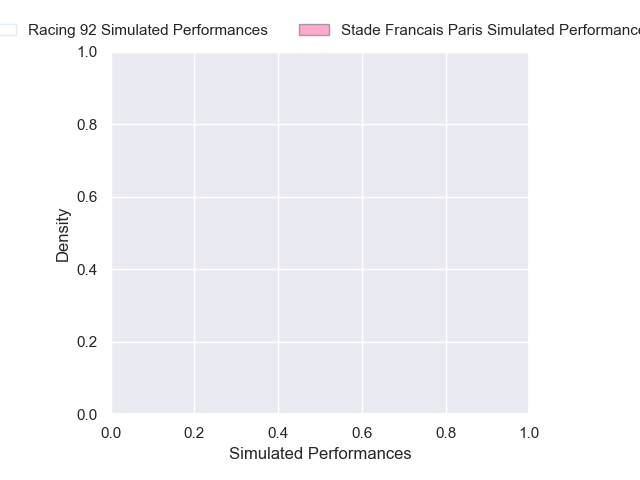 Racing 92 Simulated Performances Stade Francais Paris Simulated Performance
1.0
0.8
0.6
0.4
0.2
0.0
Density
0.0 0.2 0.4 0.6 0.8 1.0
Simulated Performances